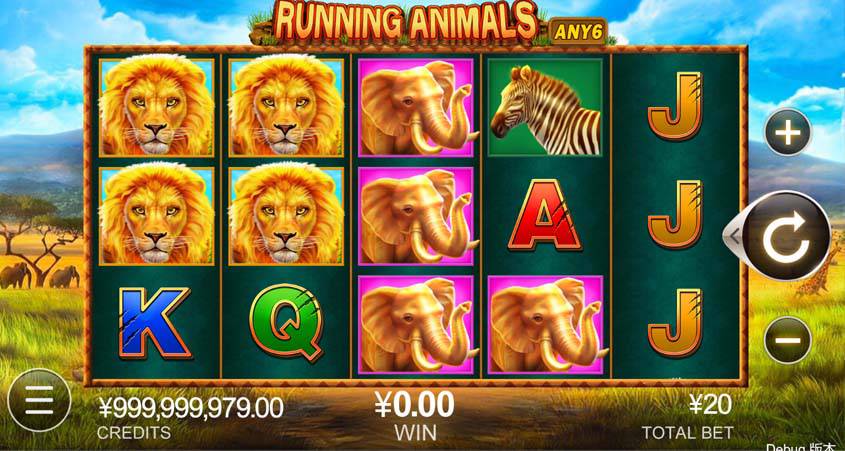 RUNNING ANIMALS
ANY6
J
A J
K Q J
¥999,999,979.00 ¥0.00 ¥20
CREDITS WIN TOTAL BET
Debug 版本